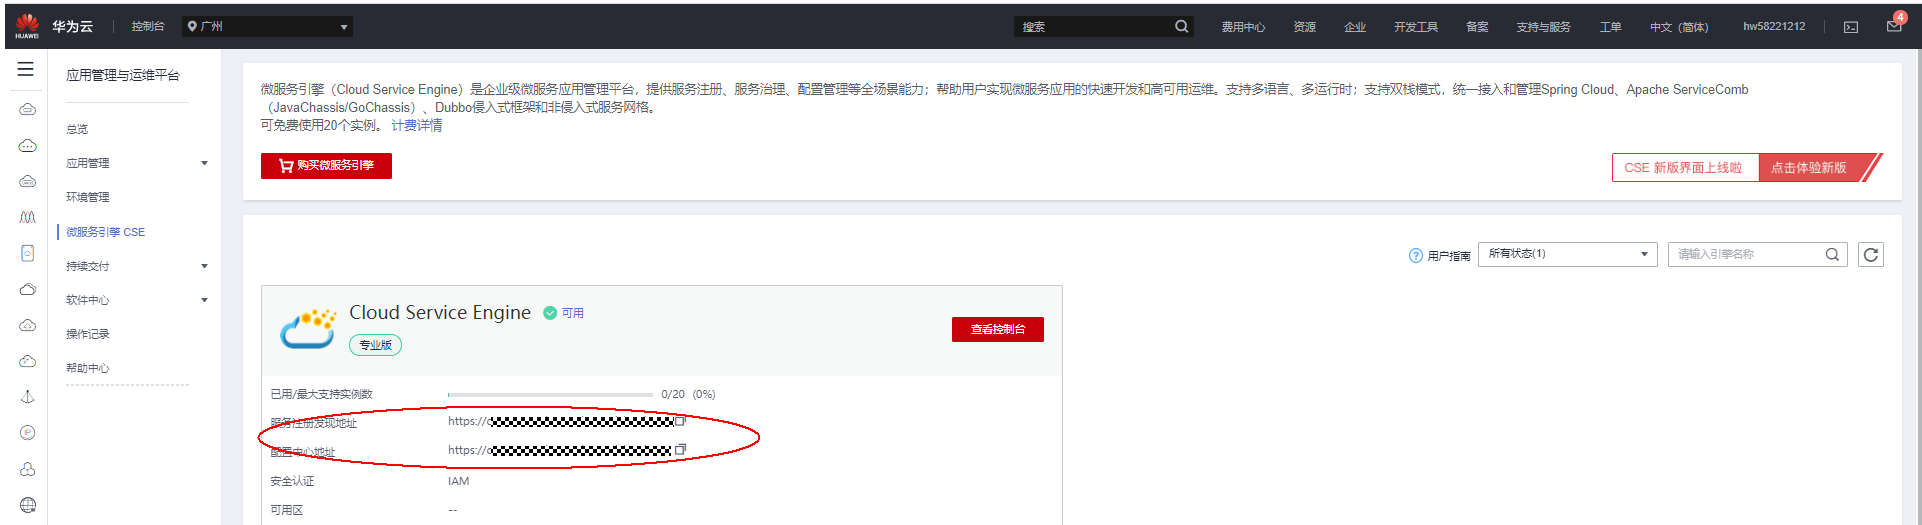 HUAWEI 华为云 控制台 广州 搜索 费用中心 资源 企业 开发工具 备案 支持与服务 工单 中文（简体） hw58221212 4
应用管理与运维平台
总览
应用管理
环境管理
微服务引擎 CSE
持续交付
软件中心
操作记录
帮助中心
微服务引擎（Cloud Service Engine）是企业级微服务应用管理平台，提供服务注册、服务治理、配置管理等全场景能力；帮助用户实现微服务应用的快速开发和高可用运维。支持多语言、多运行时；支持双栈模式，统一接入和管理Spring Cloud、Apache ServiceComb
（JavaChassis/GoChassis）、Dubbo侵入式框架和非侵入式服务网格。
可免费使用20个实例。 计费详情
购买微服务引擎
CSE 新版界面上线啦 点击体验新版
用户指南 所有状态(1) 请输入引擎名称
Cloud Service Engine 可用
专业版
查看控制台
已用/最大支持实例数 0/20 (0%)
服务注册发现地址 https://c
配置中心地址 https://c
安全认证 IAM
可用区 --